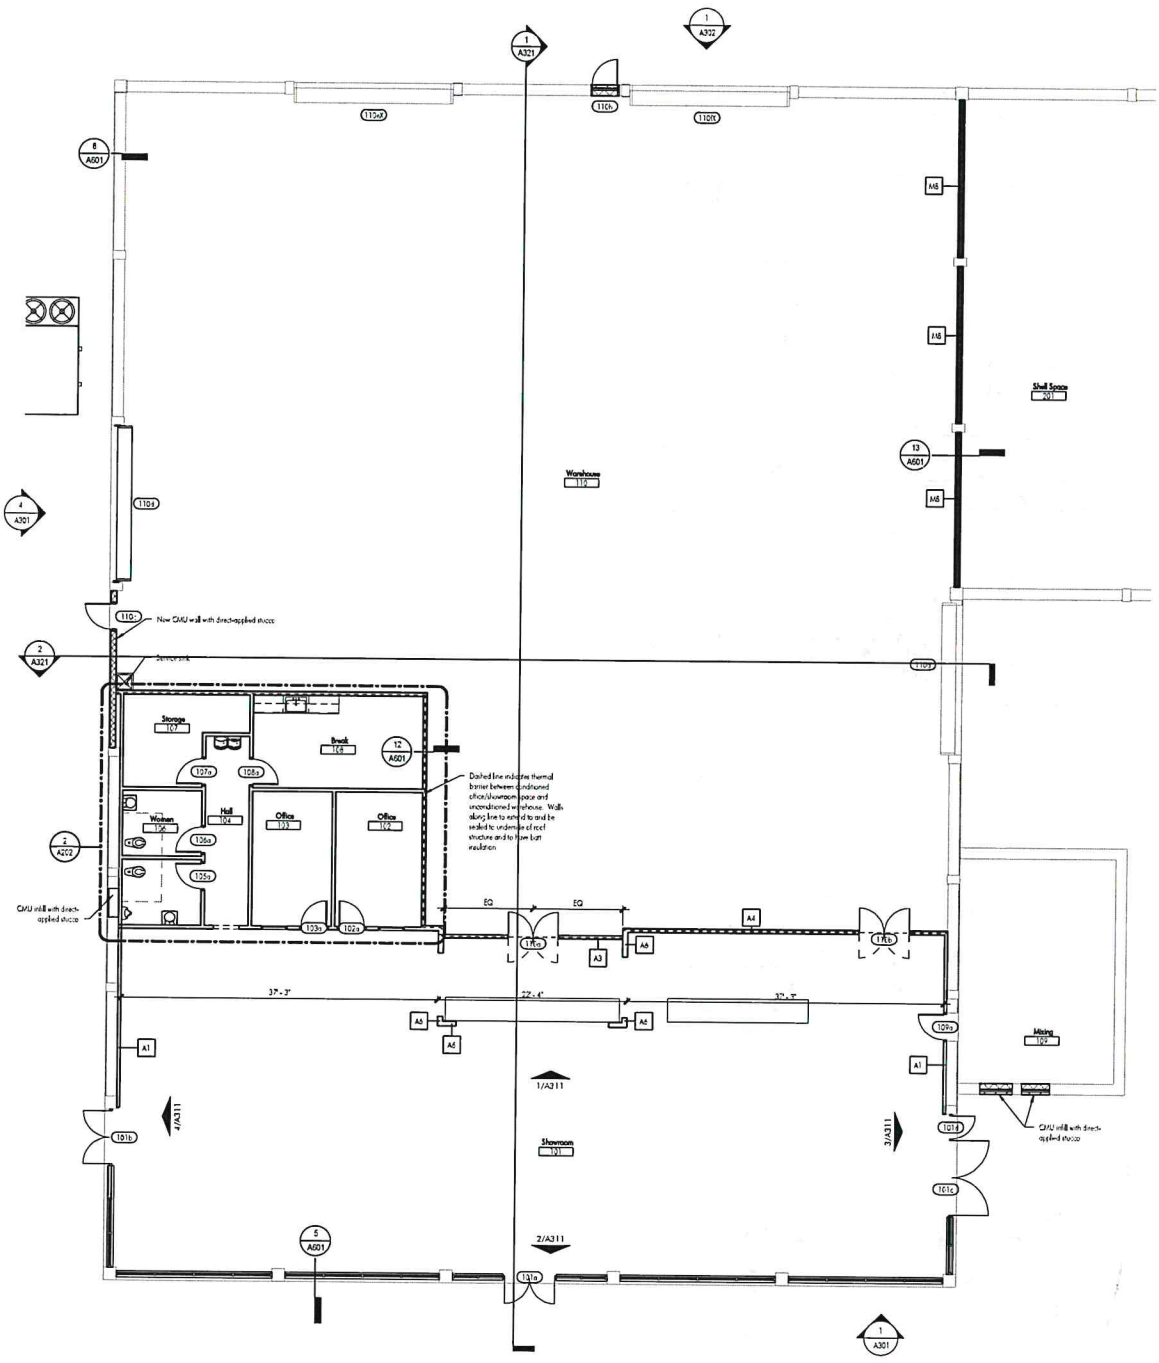 1
A302
1
A321
110eX
110h
110fX
8
A601
M8
M8
Shell Space
201
13
A601
Warehouse
110
M8
110d
4
A301
110c
New CMU wall with direct-applied stucco
2
A321
Service sink
110g
Storage
107
Break
108
12
A601
107a
108a
Dashed line indicates thermal
barrier between conditioned
office/showroom space and
unconditioned warehouse. Walls
along line to extend to and be
sealed to underside of roof
structure and to have batt
insulation
Women
106
Hall
104
Office
103
Office
102
106a
2
A202
105a
CMU infill with direct-
applied stucco
103a
102a
EQ
EQ
A4
110a
A3
A6
110b
37' - 3"
22' - 4"
37' - 3"
A5
A5
A5
109a
Mixing
109
A1
A1
1/A311
4/A311
3/A311
101b
Showroom
101
101d
CMU infill with direct-
applied stucco
101c
5
A601
2/A311
101a
1
A301